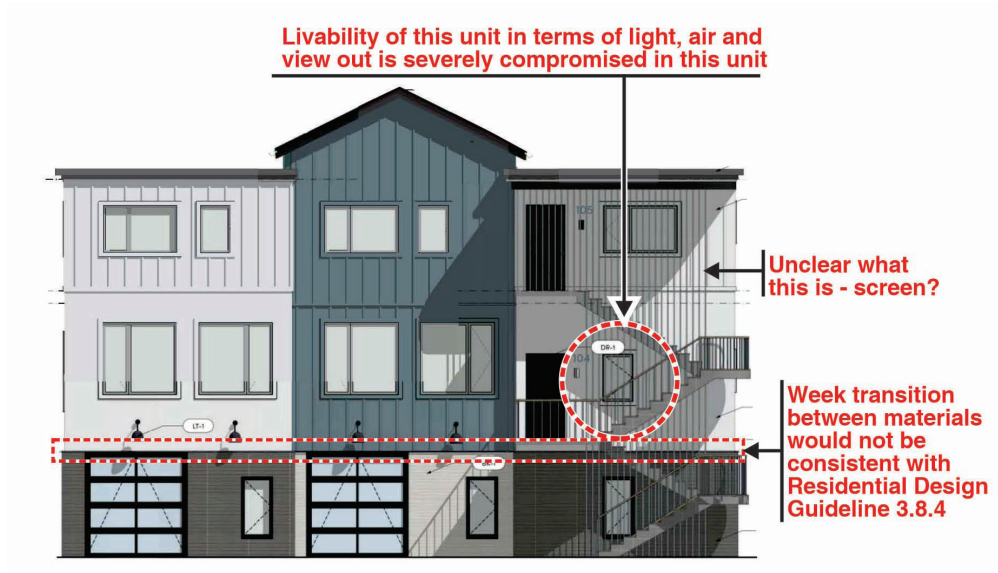 Livability of this unit in terms of light, air and
view out is severely compromised in this unit
105
Unclear what
this is - screen?
DR-1
104
Week transition
between materials
would not be
consistent with
Residential Design
Guideline 3.8.4
LT-1